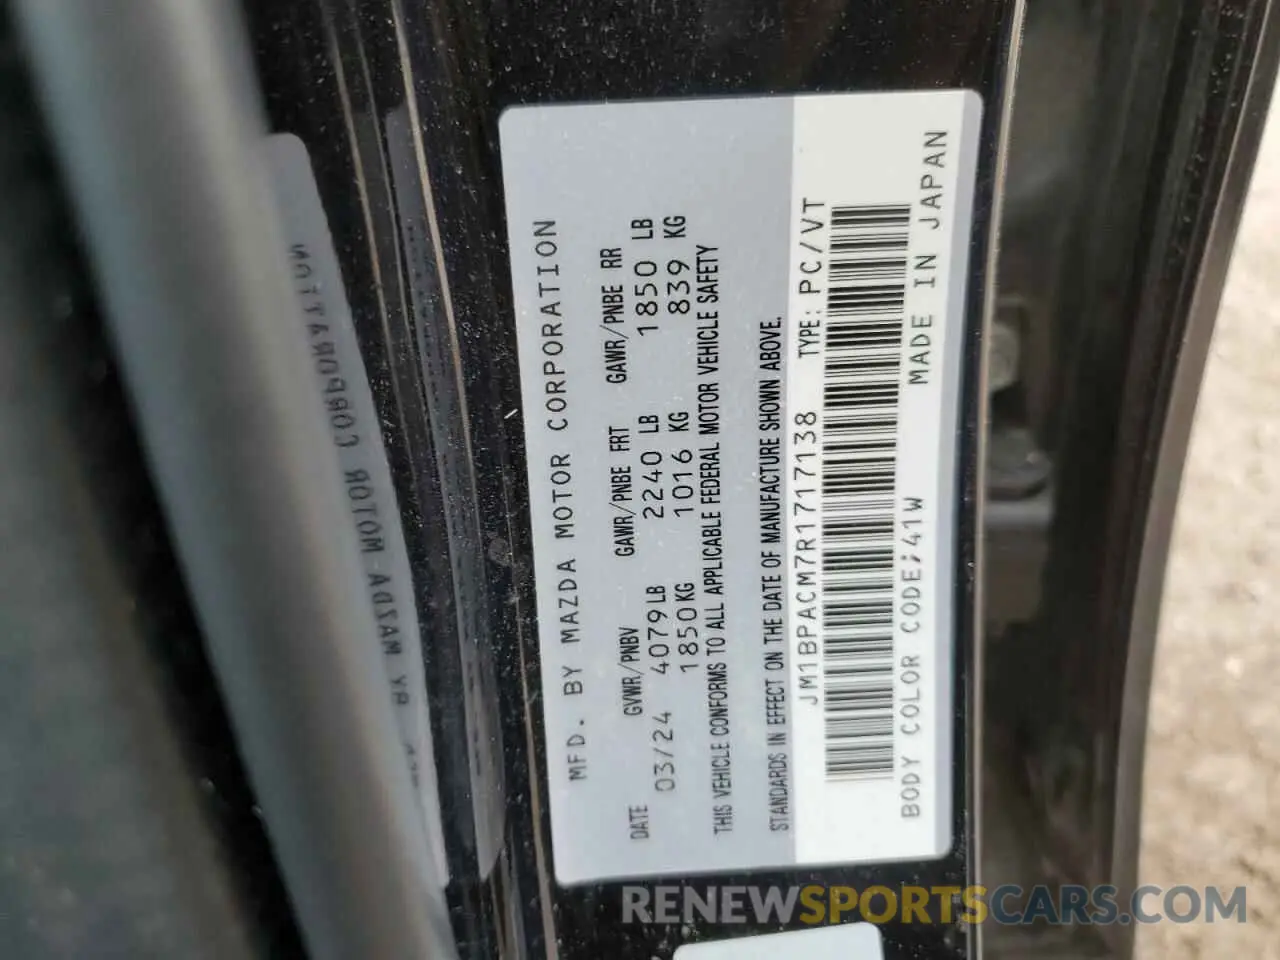 MFD. BY MAZDA MOTOR CORPORATION
DATE GVWR/PNBV GAWR/PNBE FRT GAWR/PNBE RR
03/24 4079LB 2240 LB 1850 LB
1850KG 1016 KG 839 KG
THIS VEHICLE CONFORMS TO ALL APPLICABLE FEDERAL MOTOR VEHICLE SAFETY
STANDARDS IN EFFECT ON THE DATE OF MANUFACTURE SHOWN ABOVE.
JM1BPACM7R1717138 TYPE: PC/VT
BODY COLOR CODE;41W MADE IN JAPAN
RENEWSPORTSCARS.COM